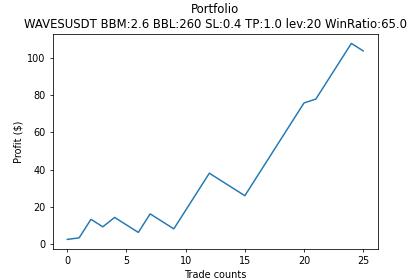 Portfolio
WAVESUSDT BBM:2.6 BBL:260 SL:0.4 TP:1.0 lev:20 WinRatio:65.0
Profit ($)
100
80
60
40
20
0
0 5 10 15 20 25
Trade counts